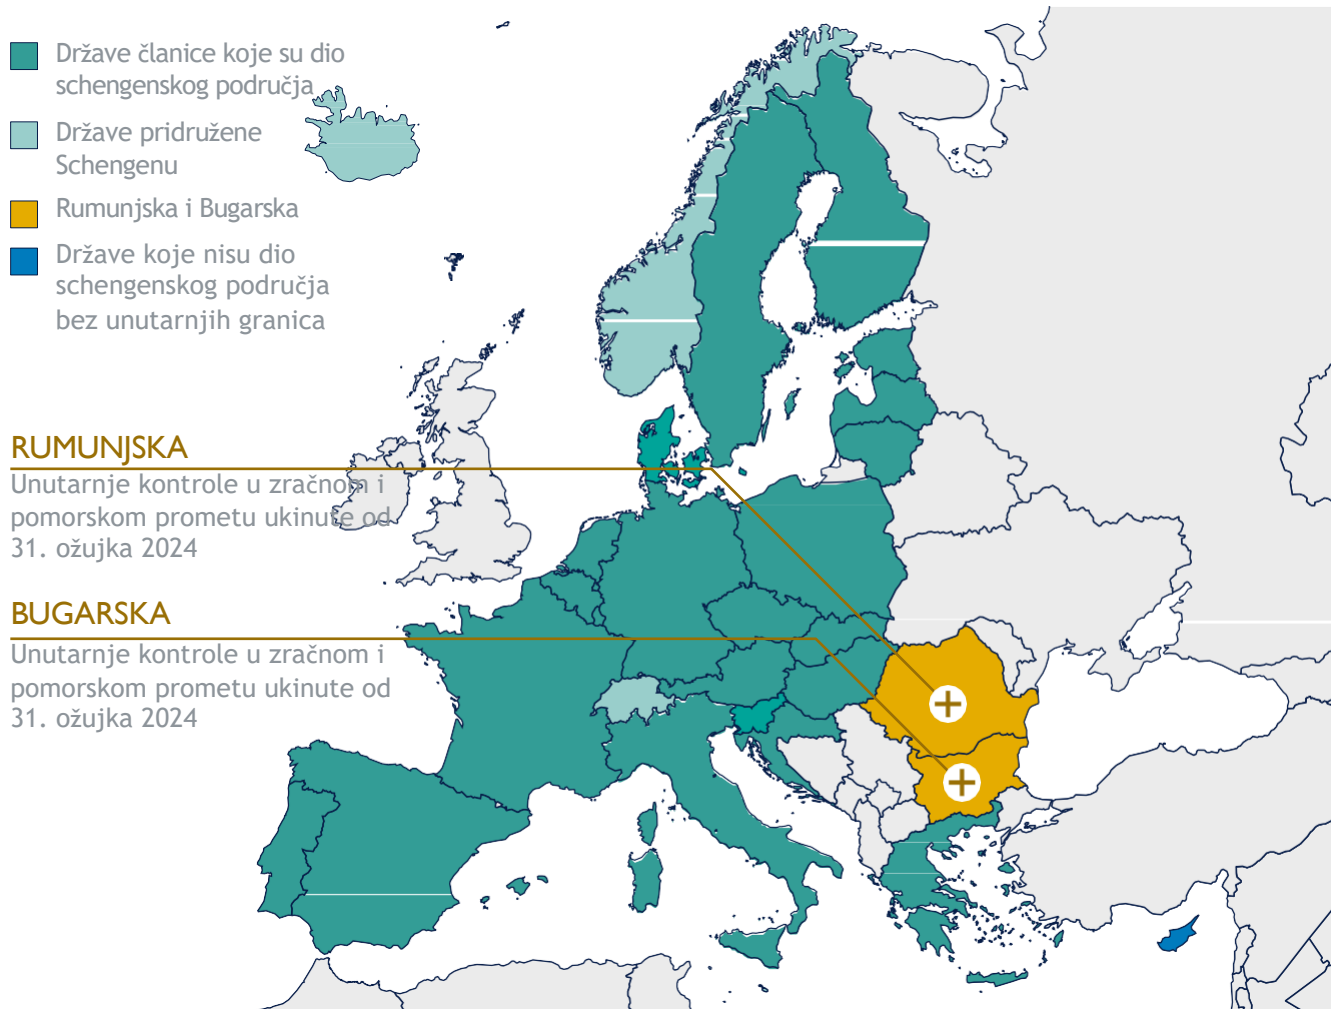 Države članice koje su dio
schengenskog područja
Države pridružene
Schengenu
Rumunjska i Bugarska
Države koje nisu dio
schengenskog područja
bez unutarnjih granica
RUMUNJSKA
Unutarnje kontrole u zračnom i
pomorskom prometu ukinute od
31. ožujka 2024
BUGARSKA
Unutarnje kontrole u zračnom i
pomorskom prometu ukinute od
31. ožujka 2024